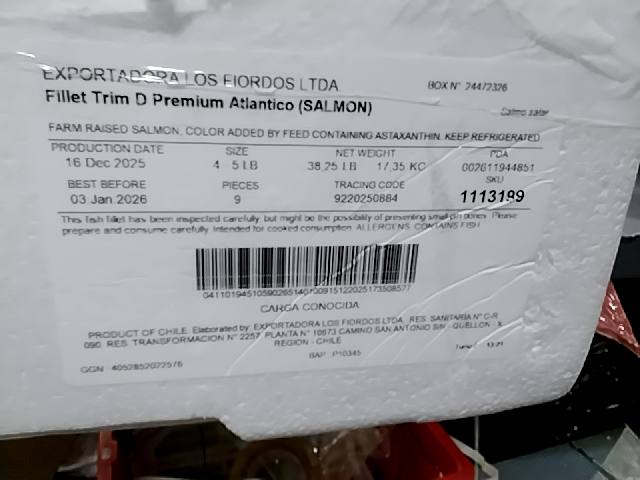 EXPORTADORA LOS FIORDOS LTDA.
BOX N° 24472326
Fillet Trim D Premium Atlantico (SALMON)
Salmo salar
FARM RAISED SALMON, COLOR ADDED BY FEED CONTAINING ASTAXANTHIN. KEEP REFRIGERATED
PRODUCTION DATE SIZE NET WEIGHT PDA
16 Dec 2025 4 5 LB 38,25 LB 17,35 KG 002611944851
BEST BEFORE PIECES TRACING CODE SKU
03 Jan 2026 9 9220250864 1113199
This fish fillet has been inspected carefully, but might be the possibility of presenting small pin bones. Please
prepare and consume carefully. Intended for cooked consumption. ALLERGENS: CONTAINS FISH
CARGA CONOCIDA
PRODUCT OF CHILE. Elaborated by: EXPORTADORA LOS FIORDOS LTDA. RES. SANITARIA N° C-R
090 RES. TRANSFORMACION N° 2257 PLANTA N° 10673 CAMINO SAN ANTONIO S/N - QUELLON - X
REGION - CHILE
BAP P10345
GGN 4052852072576